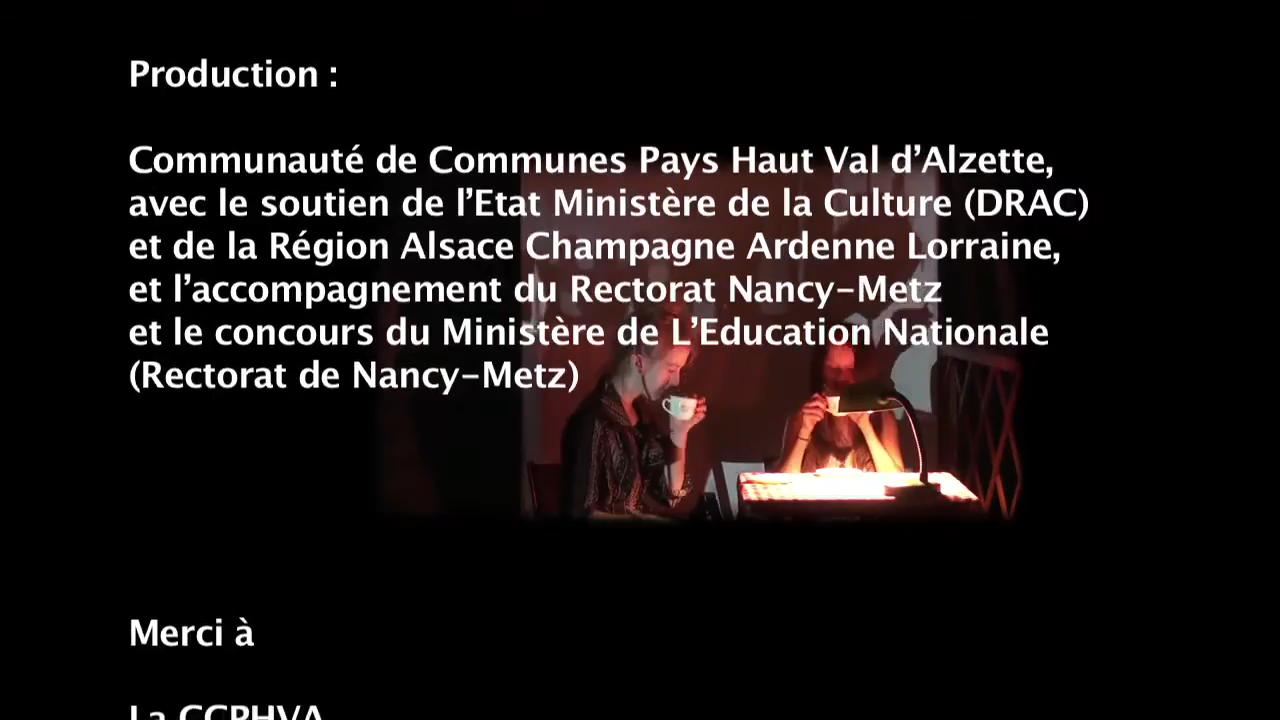 Production :
Communauté de Communes Pays Haut Val d’Alzette,
avec le soutien de l’Etat Ministère de la Culture (DRAC)
et de la Région Alsace Champagne Ardenne Lorraine,
et l’accompagnement du Rectorat Nancy-Metz
et le concours du Ministère de L’Education Nationale
(Rectorat de Nancy-Metz)
Merci à
La CCPHVA